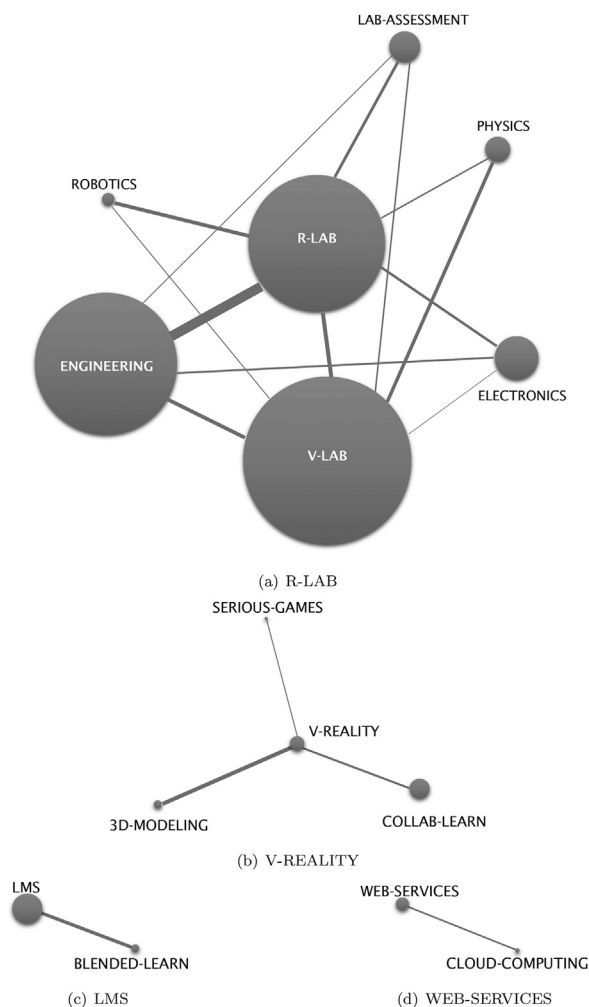 LAB-ASSESSMENT
PHYSICS
ROBOTICS
R-LAB
ENGINEERING
ELECTRONICS
V-LAB
(a) R-LAB
SERIOUS-GAMES
V-REALITY
3D-MODELING
COLLAB-LEARN
(b) V-REALITY
LMS
BLENDED-LEARN
(c) LMS
WEB-SERVICES
CLOUD-COMPUTING
(d) WEB-SERVICES